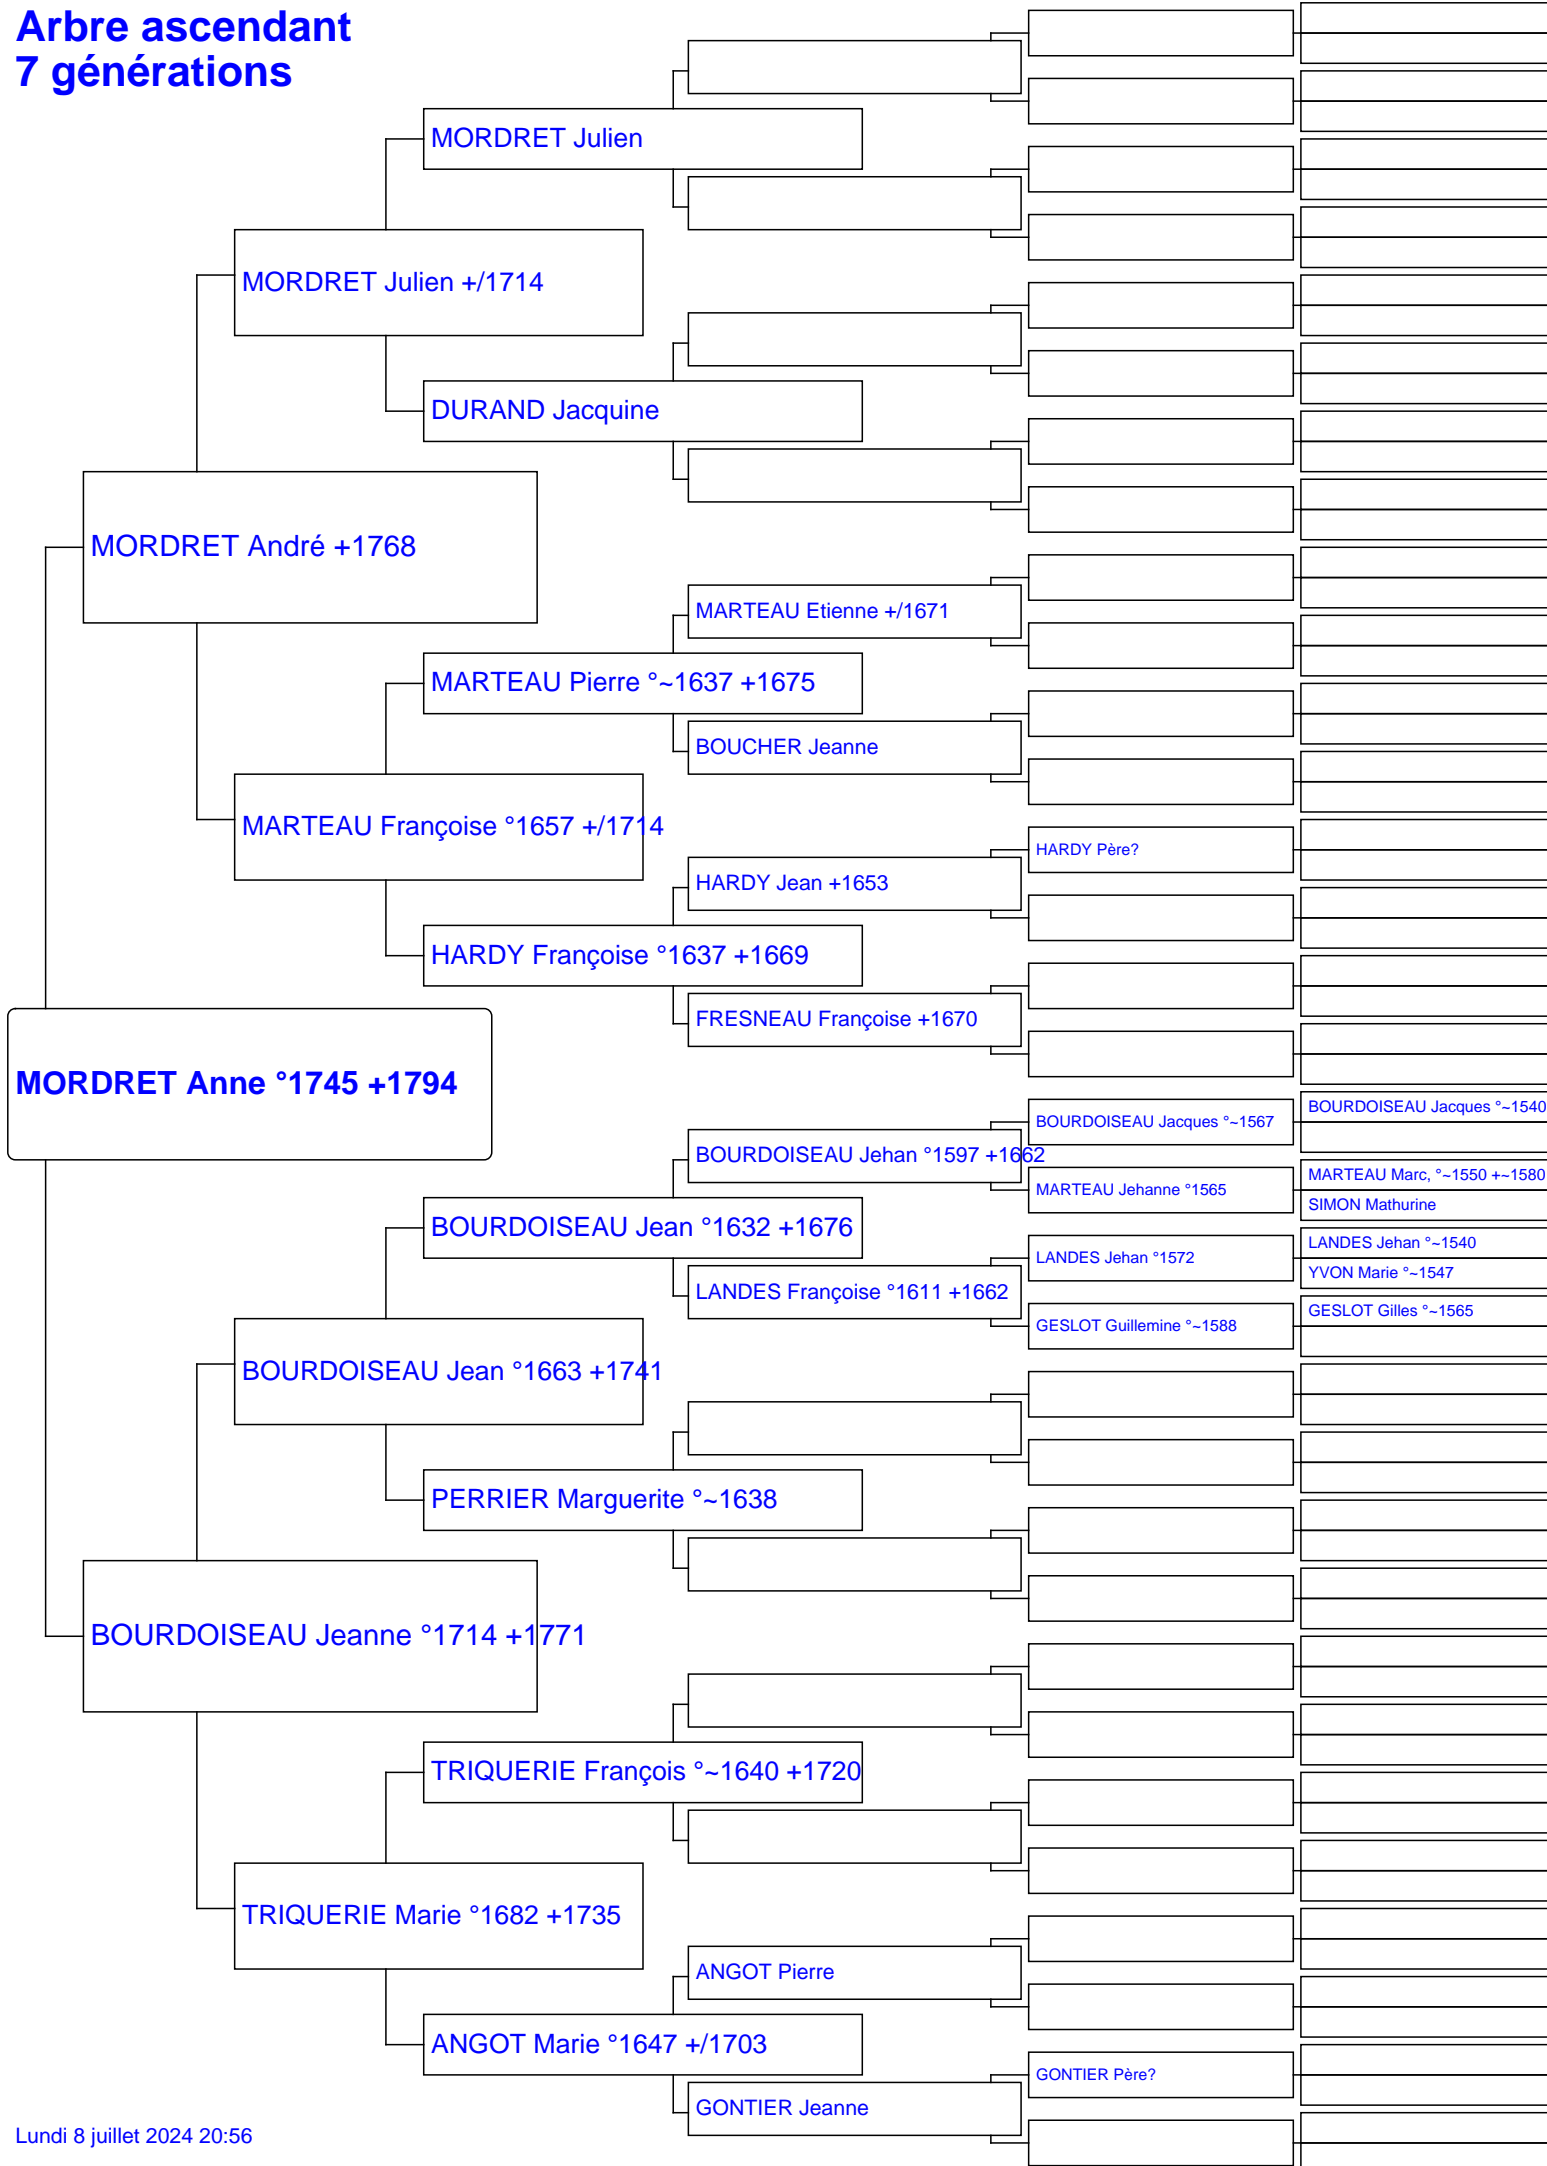 Arbre ascendant
7 générations
MORDRET Julien
MORDRET Julien +/1714
DURAND Jacquine
MORDRET André +1768
MARTEAU Etienne +/1671
MARTEAU Pierre °~1637 +1675
BOUCHER Jeanne
MARTEAU Françoise °1657 +/1714
HARDY Père?
HARDY Jean +1653
HARDY Françoise °1637 +1669
FRESNEAU Françoise +1670
MORDRET Anne °1745 +1794
BOURDOISEAU Jacques °~1540
BOURDOISEAU Jacques °~1567
BOURDOISEAU Jehan °1597 +1662
MARTEAU Marc, °~1550 +~1580
MARTEAU Jehanne °1565
SIMON Mathurine
BOURDOISEAU Jean °1632 +1676
LANDES Jehan °~1540
LANDES Jehan °1572
YVON Marie °~1547
LANDES Françoise °1611 +1662
GESLOT Gilles °~1565
GESLOT Guillemine °~1588
BOURDOISEAU Jean °1663 +1741
PERRIER Marguerite °~1638
BOURDOISEAU Jeanne °1714 +1771
TRIQUERIE François °~1640 +1720
TRIQUERIE Marie °1682 +1735
ANGOT Pierre
ANGOT Marie °1647 +/1703
GONTIER Père?
GONTIER Jeanne
Lundi 8 juillet 2024 20:56